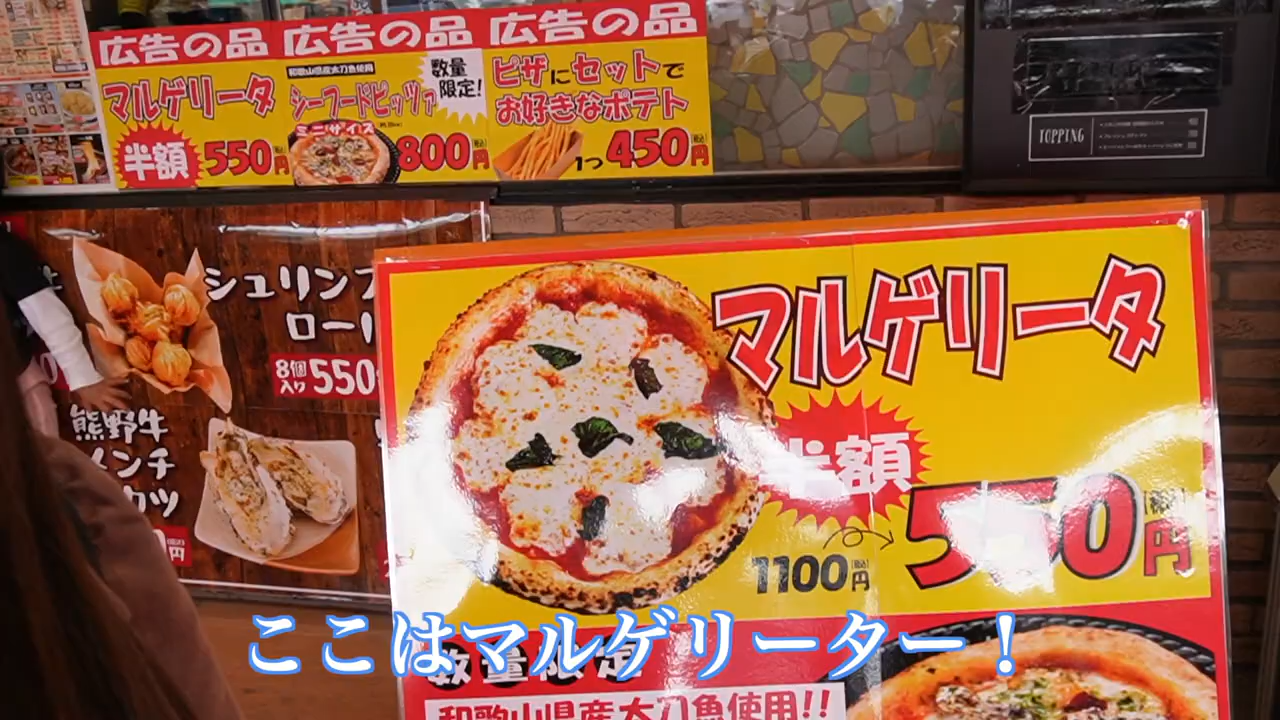 広告の品 広告の品 広告の品
マルゲリータ
半額 550円
和歌山県産太刀魚使用
数量限定!
シーフードピッツァ
ミニサイズ
800円
ピザにセットで
お好きなポテト
1つ 450円
TOPPING
シュリンプ
ロー
8個入り 550
熊野牛
メンチ
カツ
円
マルゲリータ
半額
1100円
550円
数量限定
和歌山県産太刀魚使用!!
ここはマルゲリーター！